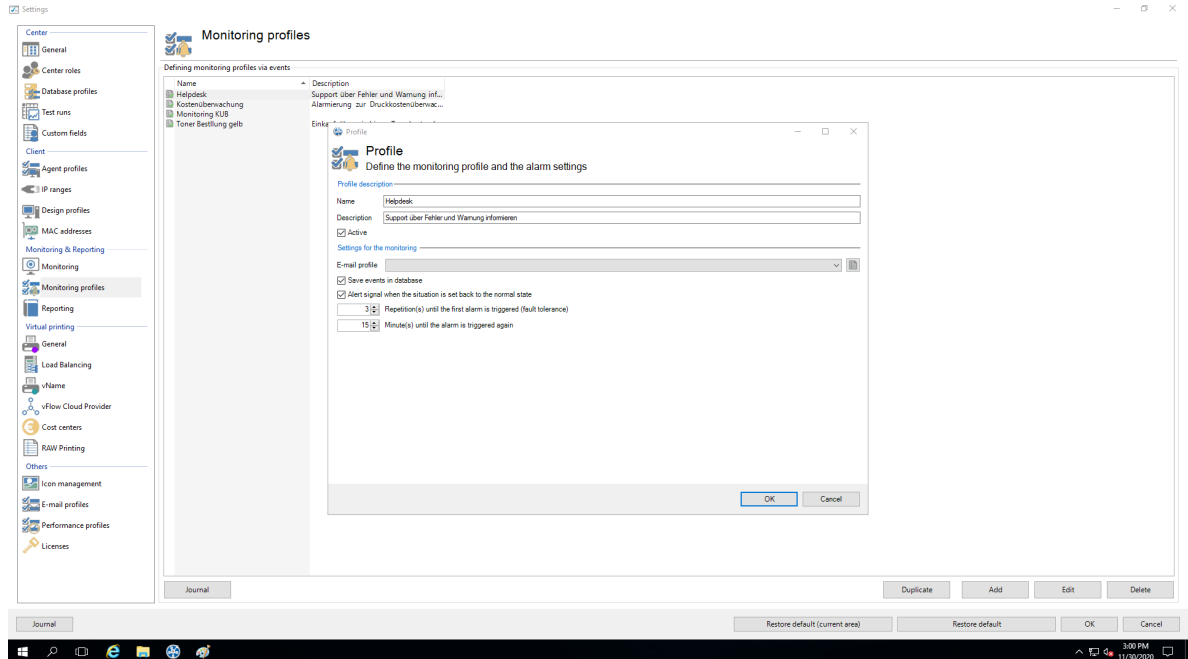 Settings
Center
General
Center roles
Database profiles
Test runs
Custom fields
Client
Agent profiles
IP ranges
Design profiles
MAC addresses
Monitoring & Reporting
Monitoring
Monitoring profiles
Reporting
Virtual printing
General
Load Balancing
vName
vFlow Cloud Provider
Cost centers
RAW Printing
Others
Icon management
E-mail profiles
Performance profiles
Licenses
Monitoring profiles
Defining monitoring profiles via events
Name Description
Helpdesk Support über Fehler und Warnung inf...
Kostenüberwachung Alarmierung zur Druckkostenüberwac...
Monitoring KUB
Toner Bestllung gelb
Profile
Profile
Define the monitoring profile and the alarm settings
Profile description
Name Helpdesk
Description Support über Fehler und Warnung informieren
Active
Settings for the monitoring
E-mail profile
Save events in database
Alert signal when the situation is set back to the normal state
3 Repetition(s) until the first alarm is triggered (fault tolerance)
15 Minute(s) until the alarm is triggered again
OK Cancel
Journal Duplicate Add Edit Delete
Journal Restore default (current area) Restore default OK Cancel
3:00 PM
11/30/2020